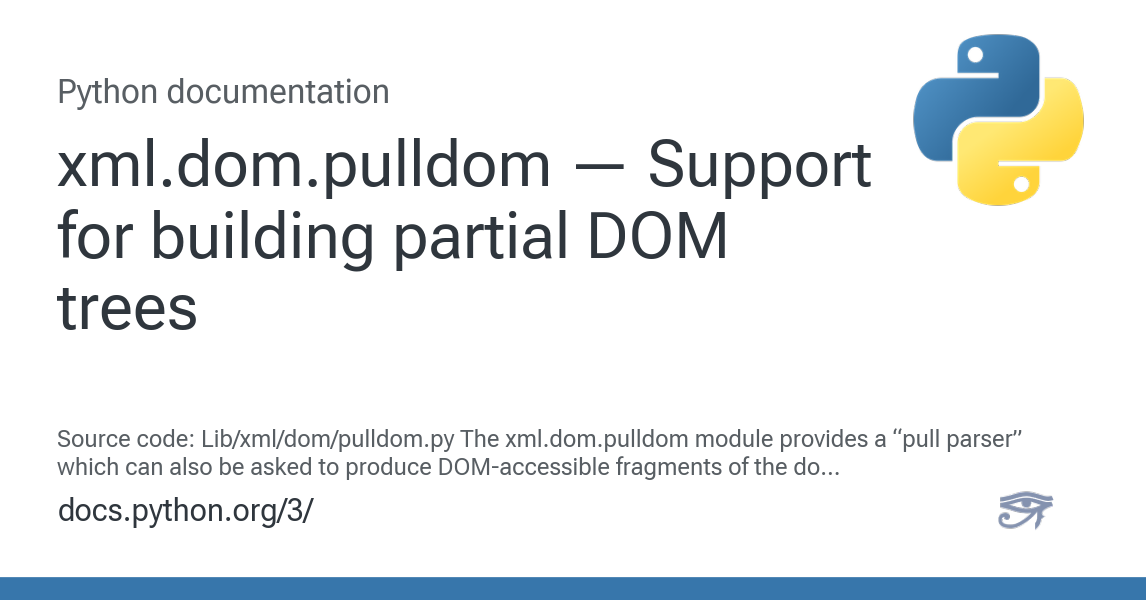 Python documentation
xml.dom.pulldom — Support
for building partial DOM
trees
Source code: Lib/xml/dom/pulldom.py The xml.dom.pulldom module provides a “pull parser”
which can also be asked to produce DOM-accessible fragments of the do...
docs.python.org/3/